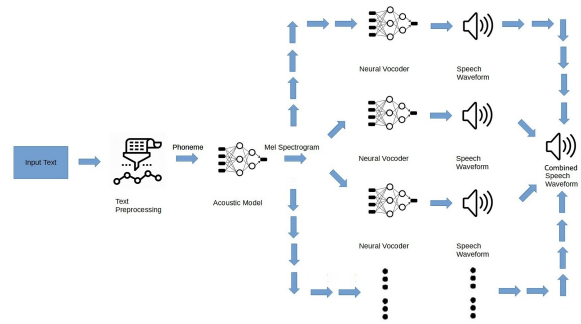 Neural Vocoder
Speech
Waveform
Input Text
Text
Preprocessing
Phoneme
Acoustic Model
Mel Spectrogram
Neural Vocoder
Speech
Waveform
Combined
Speech
Waveform
Neural Vocoder
Speech
Waveform